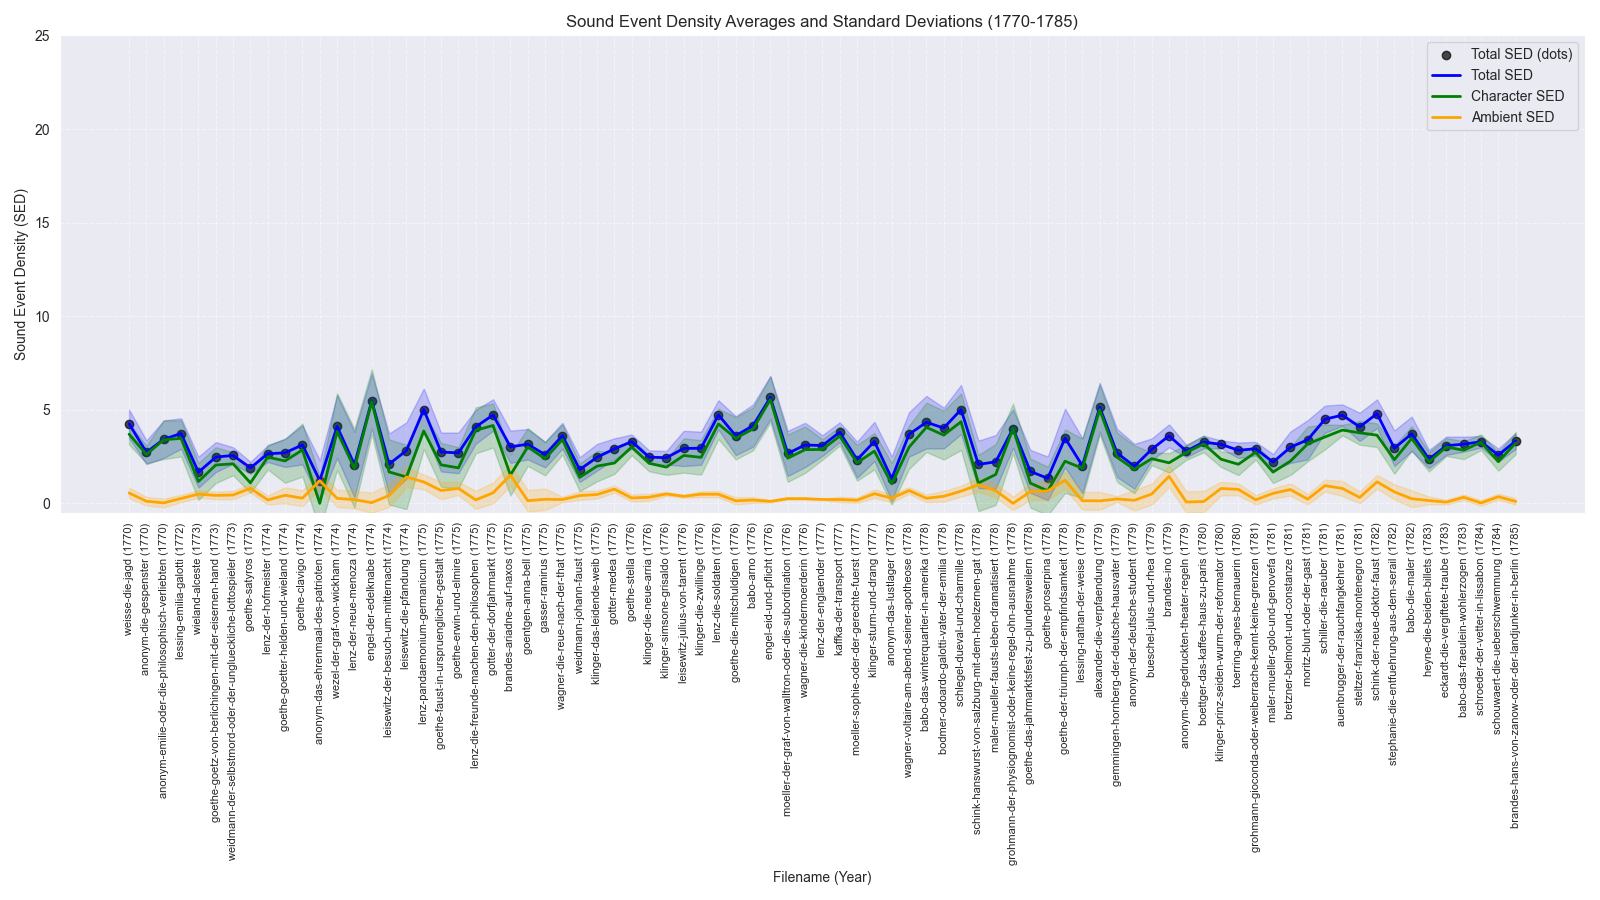 Sound Event Density Averages and Standard Deviations (1770-1785)
Total SED (dots)
Total SED
Character SED
Ambient SED
Sound Event Density (SED)
25
20
15
10
5
0
weisse-die-jagd (1770)
anonym-die-gespenster (1770)
anonym-emilie-oder-die-philosophisch-verliebten (1770)
lessing-emilia-galotti (1772)
wieland-alceste (1773)
goethe-goetz-von-berlichingen-mit-der-eisernen-hand (1773)
weidmann-der-selbstmord-oder-der-unglueckliche-lottospieler (1773)
goethe-satyros (1773)
lenz-der-hofmeister (1774)
goethe-goetter-helden-und-wieland (1774)
goethe-clavigo (1774)
anonym-das-ehrenmaal-des-patrioten (1774)
wezel-der-graf-von-wickham (1774)
lenz-der-neue-menoza (1774)
engel-der-edelknabe (1774)
leisewitz-der-besuch-um-mitternacht (1774)
leisewitz-die-pfandung (1774)
lenz-pandaemonium-germanicum (1775)
goethe-faust-in-urspruenglicher-gestalt (1775)
goethe-erwin-und-elmire (1775)
lenz-die-freunde-machen-den-philosophen (1775)
gotter-der-dorfjahrmarkt (1775)
brandes-ariadne-auf-naxos (1775)
goentgen-anna-bell (1775)
gasser-ramirus (1775)
wagner-die-reue-nach-der-that (1775)
weidmann-johann-faust (1775)
klinger-das-leidende-weib (1775)
gotter-medea (1775)
goethe-stella (1776)
klinger-die-neue-arria (1776)
klinger-simsone-grisaldo (1776)
leisewitz-julius-von-tarent (1776)
klinger-die-zwillinge (1776)
lenz-die-soldaten (1776)
goethe-die-mitschuldigen (1776)
babo-arno (1776)
engel-eid-und-pflicht (1776)
moeller-der-graf-von-walltron-oder-die-subordination (1776)
wagner-die-kindermoerderin (1776)
lenz-der-englaender (1777)
kaffka-der-transport (1777)
moeller-sophie-oder-der-gerechte-fuerst (1777)
klinger-sturm-und-drang (1777)
anonym-das-lustlager (1778)
wagner-voltaire-am-abend-seiner-apotheose (1778)
babo-das-winterquartier-in-amerika (1778)
bodmer-odoardo-galotti-vater-der-emilia (1778)
schlegel-dueval-und-charmille (1778)
schink-hanswurst-von-salzburg-mit-dem-hoelzernen-gat (1778)
maler-mueller-fausts-leben-dramatisiert (1778)
grohmann-der-physiognomist-oder-keine-regel-ohn-ausnahme (1778)
goethe-das-jahrmarktsfest-zu-plundersweilern (1778)
goethe-proserpina (1778)
goethe-der-triumph-der-empfindsamkeit (1778)
lessing-nathan-der-weise (1779)
alexander-die-verpfaendung (1779)
gemmingen-hornberg-der-deutsche-hausvater (1779)
anonym-der-deutsche-student (1779)
bueschel-julus-und-rhea (1779)
brandes-ino (1779)
anonym-die-gedruckten-theater-regeln (1779)
boettger-das-kaffee-haus-zu-paris (1780)
klinger-prinz-seiden-wurm-der-reformator (1780)
toerring-agnes-bernauerin (1780)
grohmann-gioconda-oder-weiberrache-kennt-keine-grenzen (1781)
maler-mueller-golo-und-genovefa (1781)
bretzner-belmont-und-constanze (1781)
moritz-blunt-oder-der-gast (1781)
schiller-die-raeuber (1781)
auenbrugger-der-rauchfangkehrer (1781)
steltzer-franziska-montenegro (1781)
schink-der-neue-doktor-faust (1782)
stephanie-die-entfuehrung-aus-dem-serail (1782)
babo-die-maler (1782)
heyne-die-beiden-billets (1783)
eckardt-die-vergiftete-traube (1783)
babo-das-fraeulein-wohlerzogen (1783)
schroeder-der-vetter-in-lissabon (1784)
schouwaert-die-ueberschwemmung (1784)
brandes-hans-von-zanow-oder-der-landjunker-in-berlin (1785)
Filename (Year)